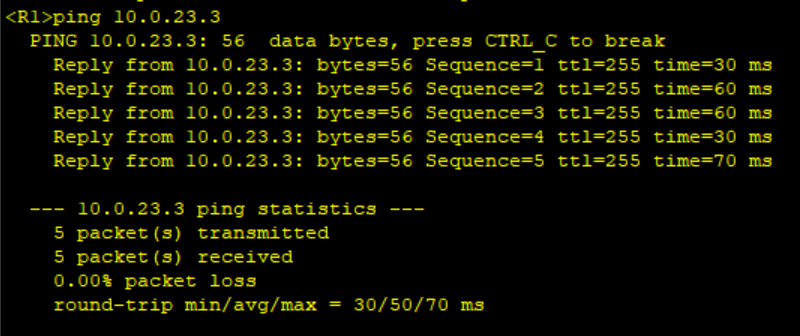 <R1>ping 10.0.23.3
PING 10.0.23.3: 56  data bytes, press CTRL_C to break
Reply from 10.0.23.3: bytes=56 Sequence=1 ttl=255 time=30 ms
Reply from 10.0.23.3: bytes=56 Sequence=2 ttl=255 time=60 ms
Reply from 10.0.23.3: bytes=56 Sequence=3 ttl=255 time=60 ms
Reply from 10.0.23.3: bytes=56 Sequence=4 ttl=255 time=30 ms
Reply from 10.0.23.3: bytes=56 Sequence=5 ttl=255 time=70 ms
--- 10.0.23.3 ping statistics ---
5 packet(s) transmitted
5 packet(s) received
0.00% packet loss
round-trip min/avg/max = 30/50/70 ms